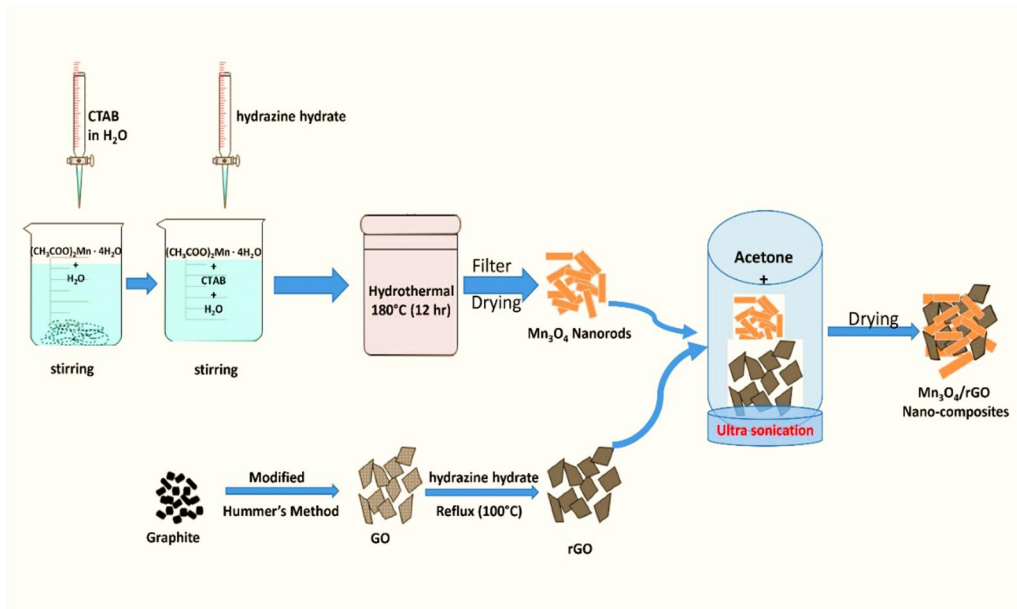 CTAB
in H₂O
hydrazine hydrate
(CH₃COO)₂Mn · 4H₂O
+
H₂O
stirring
(CH₃COO)₂Mn · 4H₂O
+
CTAB
+
H₂O
stirring
Hydrothermal
180°C (12 hr)
Filter
Drying
Mn₃O₄ Nanorods
Acetone
+
Ultra sonication
Drying
Mn₃O₄/rGO
Nano-composites
Graphite
Modified
Hummer's Method
GO
hydrazine hydrate
Reflux (100°C)
rGO